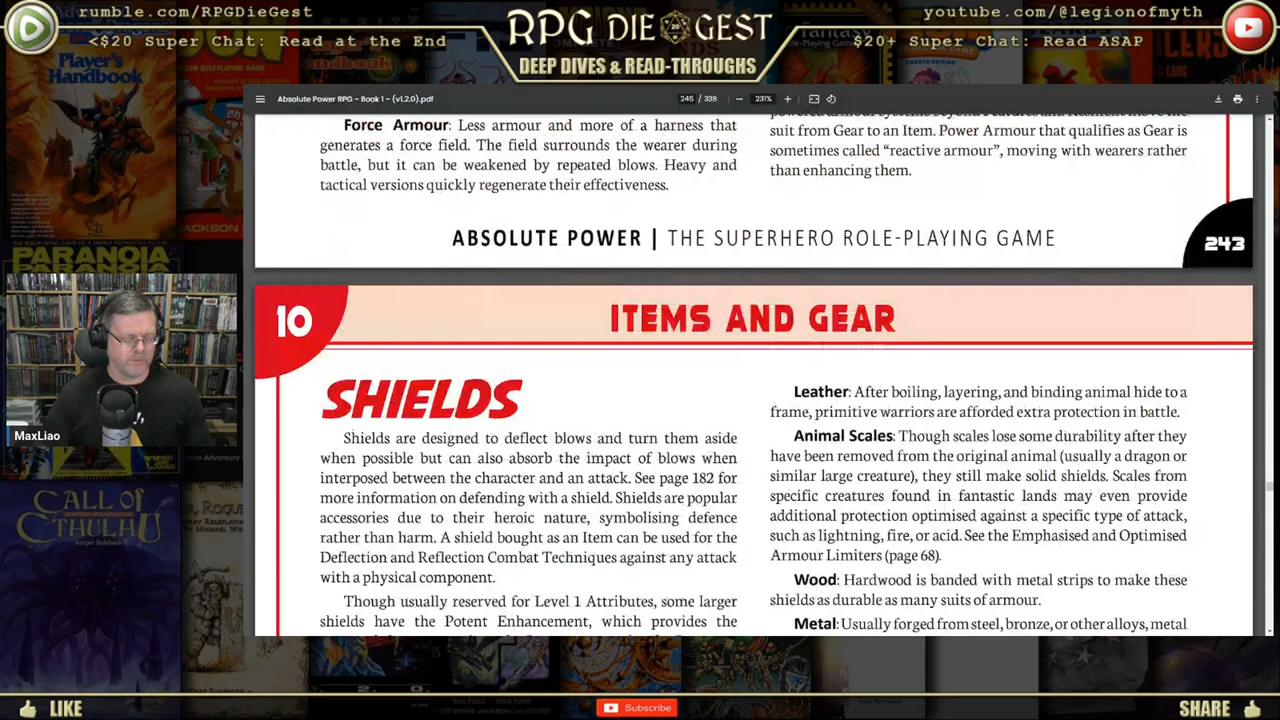 rumble.com/RPGDieGest
<$20 Super Chat: Read at the End
RPG DIE GEST
DEEP DIVES & READ-THROUGHS
youtube.com/@legionofmyth
$20+ Super Chat: Read ASAP
Player's
Handbook
PARANOIA
CALL OF
CTHULHU
MaxLiao
Absolute Power RPG - Book 1 - (v1.2.0).pdf
246 / 338
231%
Force Armour: Less armour and more of a harness that
generates a force field. The field surrounds the wearer during
battle, but it can be weakened by repeated blows. Heavy and
tactical versions quickly regenerate their effectiveness.
suit from Gear to an Item. Power Armour that qualifies as Gear is
sometimes called “reactive armour”, moving with wearers rather
than enhancing them.
ABSOLUTE POWER | THE SUPERHERO ROLE-PLAYING GAME
243
10
ITEMS AND GEAR
SHIELDS
Shields are designed to deflect blows and turn them aside
when possible but can also absorb the impact of blows when
interposed between the character and an attack. See page 182 for
more information on defending with a shield. Shields are popular
accessories due to their heroic nature, symbolising defence
rather than harm. A shield bought as an Item can be used for the
Deflection and Reflection Combat Techniques against any attack
with a physical component.
Though usually reserved for Level 1 Attributes, some larger
shields have the Potent Enhancement, which provides the
Leather: After boiling, layering, and binding animal hide to a
frame, primitive warriors are afforded extra protection in battle.
Animal Scales: Though scales lose some durability after they
have been removed from the original animal (usually a dragon or
similar large creature), they still make solid shields. Scales from
specific creatures found in fantastic lands may even provide
additional protection optimised against a specific type of attack,
such as lightning, fire, or acid. See the Emphasised and Optimised
Armour Limiters (page 68).
Wood: Hardwood is banded with metal strips to make these
shields as durable as many suits of armour.
Metal: Usually forged from steel, bronze, or other alloys, metal
LIKE
Subscribe
SHARE